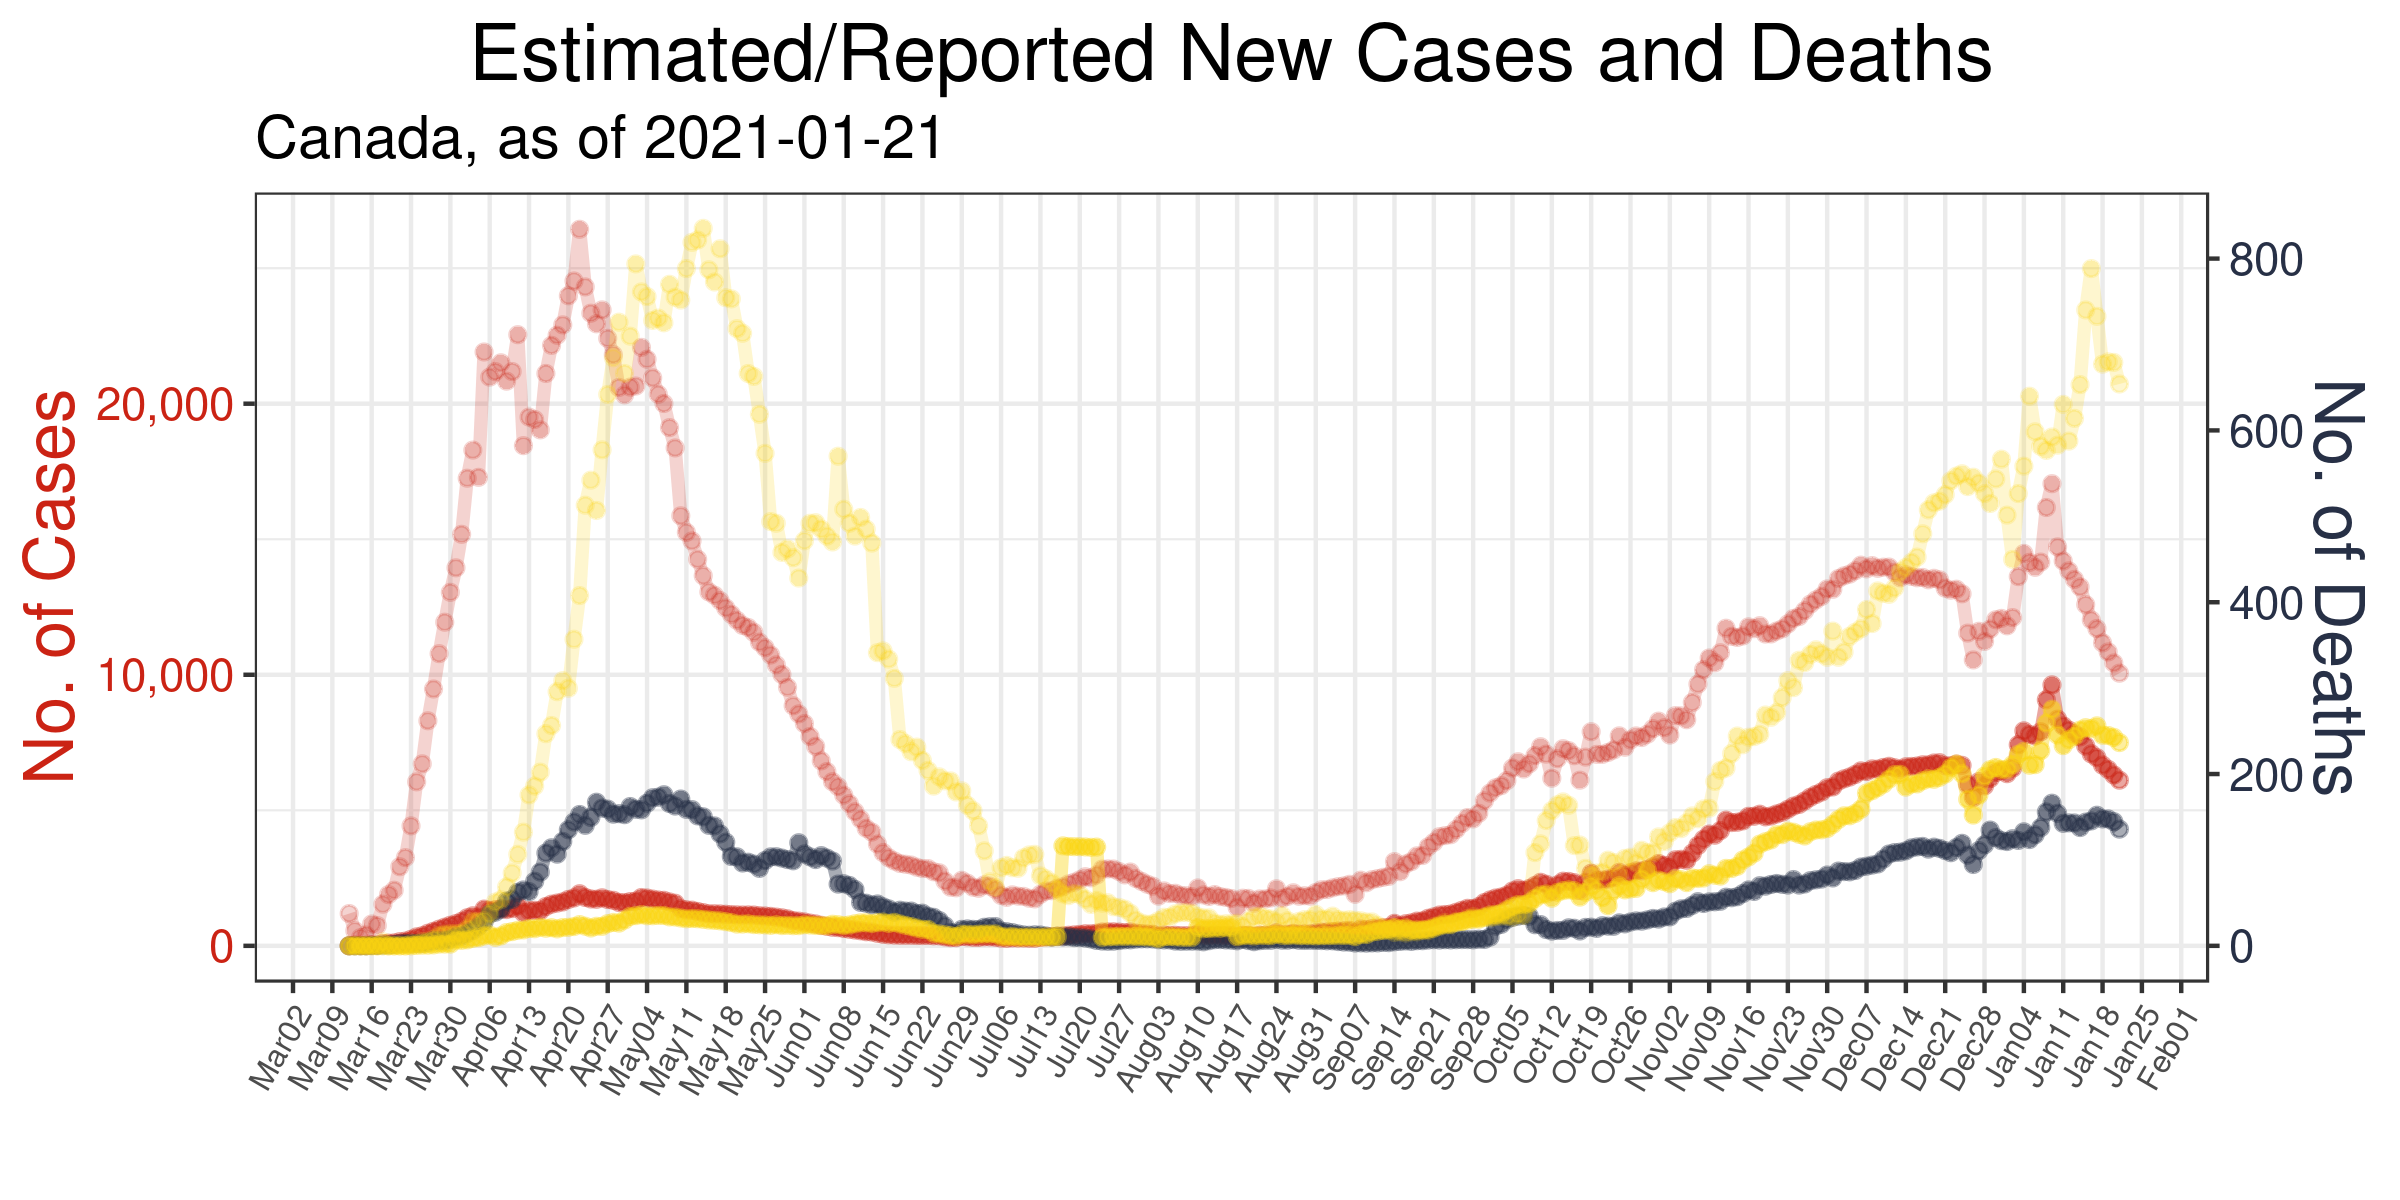 Estimated/Reported New Cases and Deaths
Canada, as of 2021-01-21
No. of Cases
20,000
10,000
0
800
600
400
200
0
No. of Deaths
Mar02
Mar09
Mar16
Mar23
Mar30
Apr06
Apr13
Apr20
Apr27
May04
May11
May18
May25
Jun01
Jun08
Jun15
Jun22
Jun29
Jul06
Jul13
Jul20
Jul27
Aug03
Aug10
Aug17
Aug24
Aug31
Sep07
Sep14
Sep21
Sep28
Oct05
Oct12
Oct19
Oct26
Nov02
Nov09
Nov16
Nov23
Nov30
Dec07
Dec14
Dec21
Dec28
Jan04
Jan11
Jan18
Jan25
Feb01